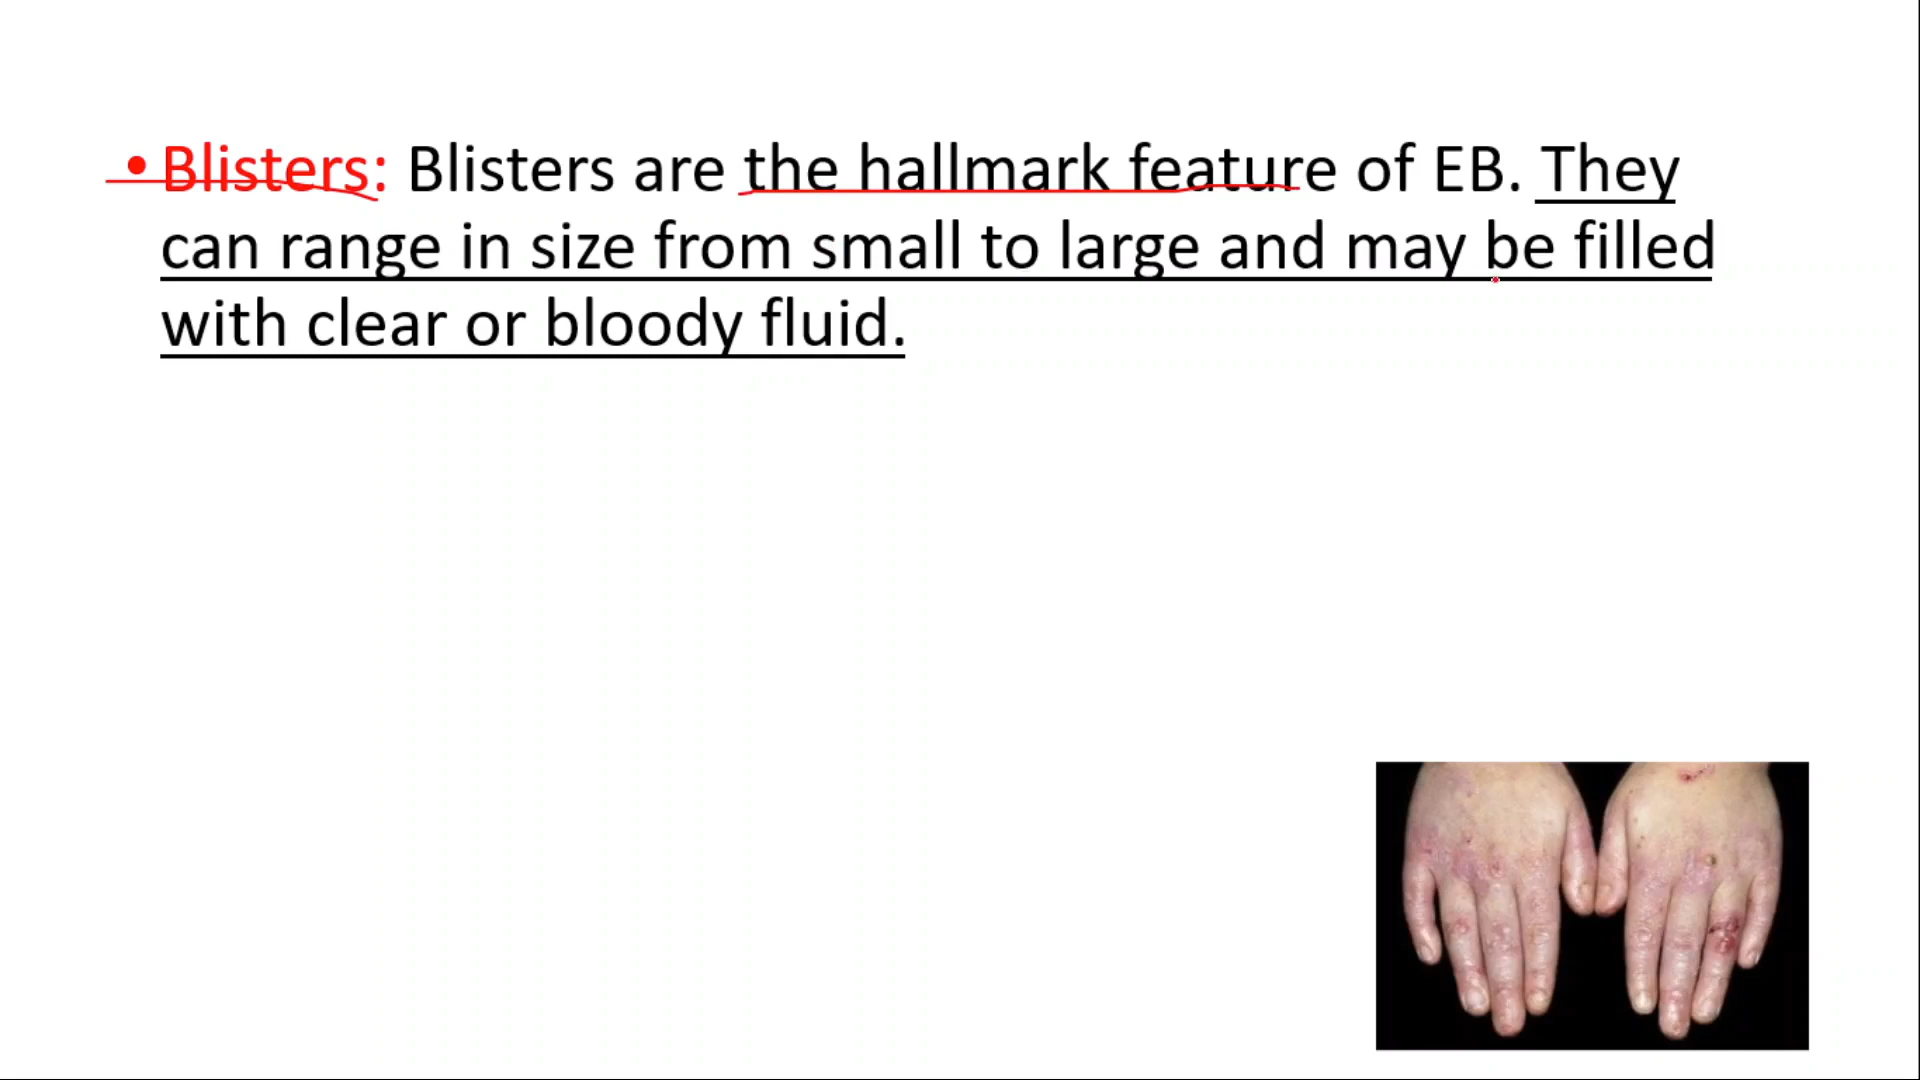 • Blisters: Blisters are the hallmark feature of EB. They
can range in size from small to large and may be filled
with clear or bloody fluid.